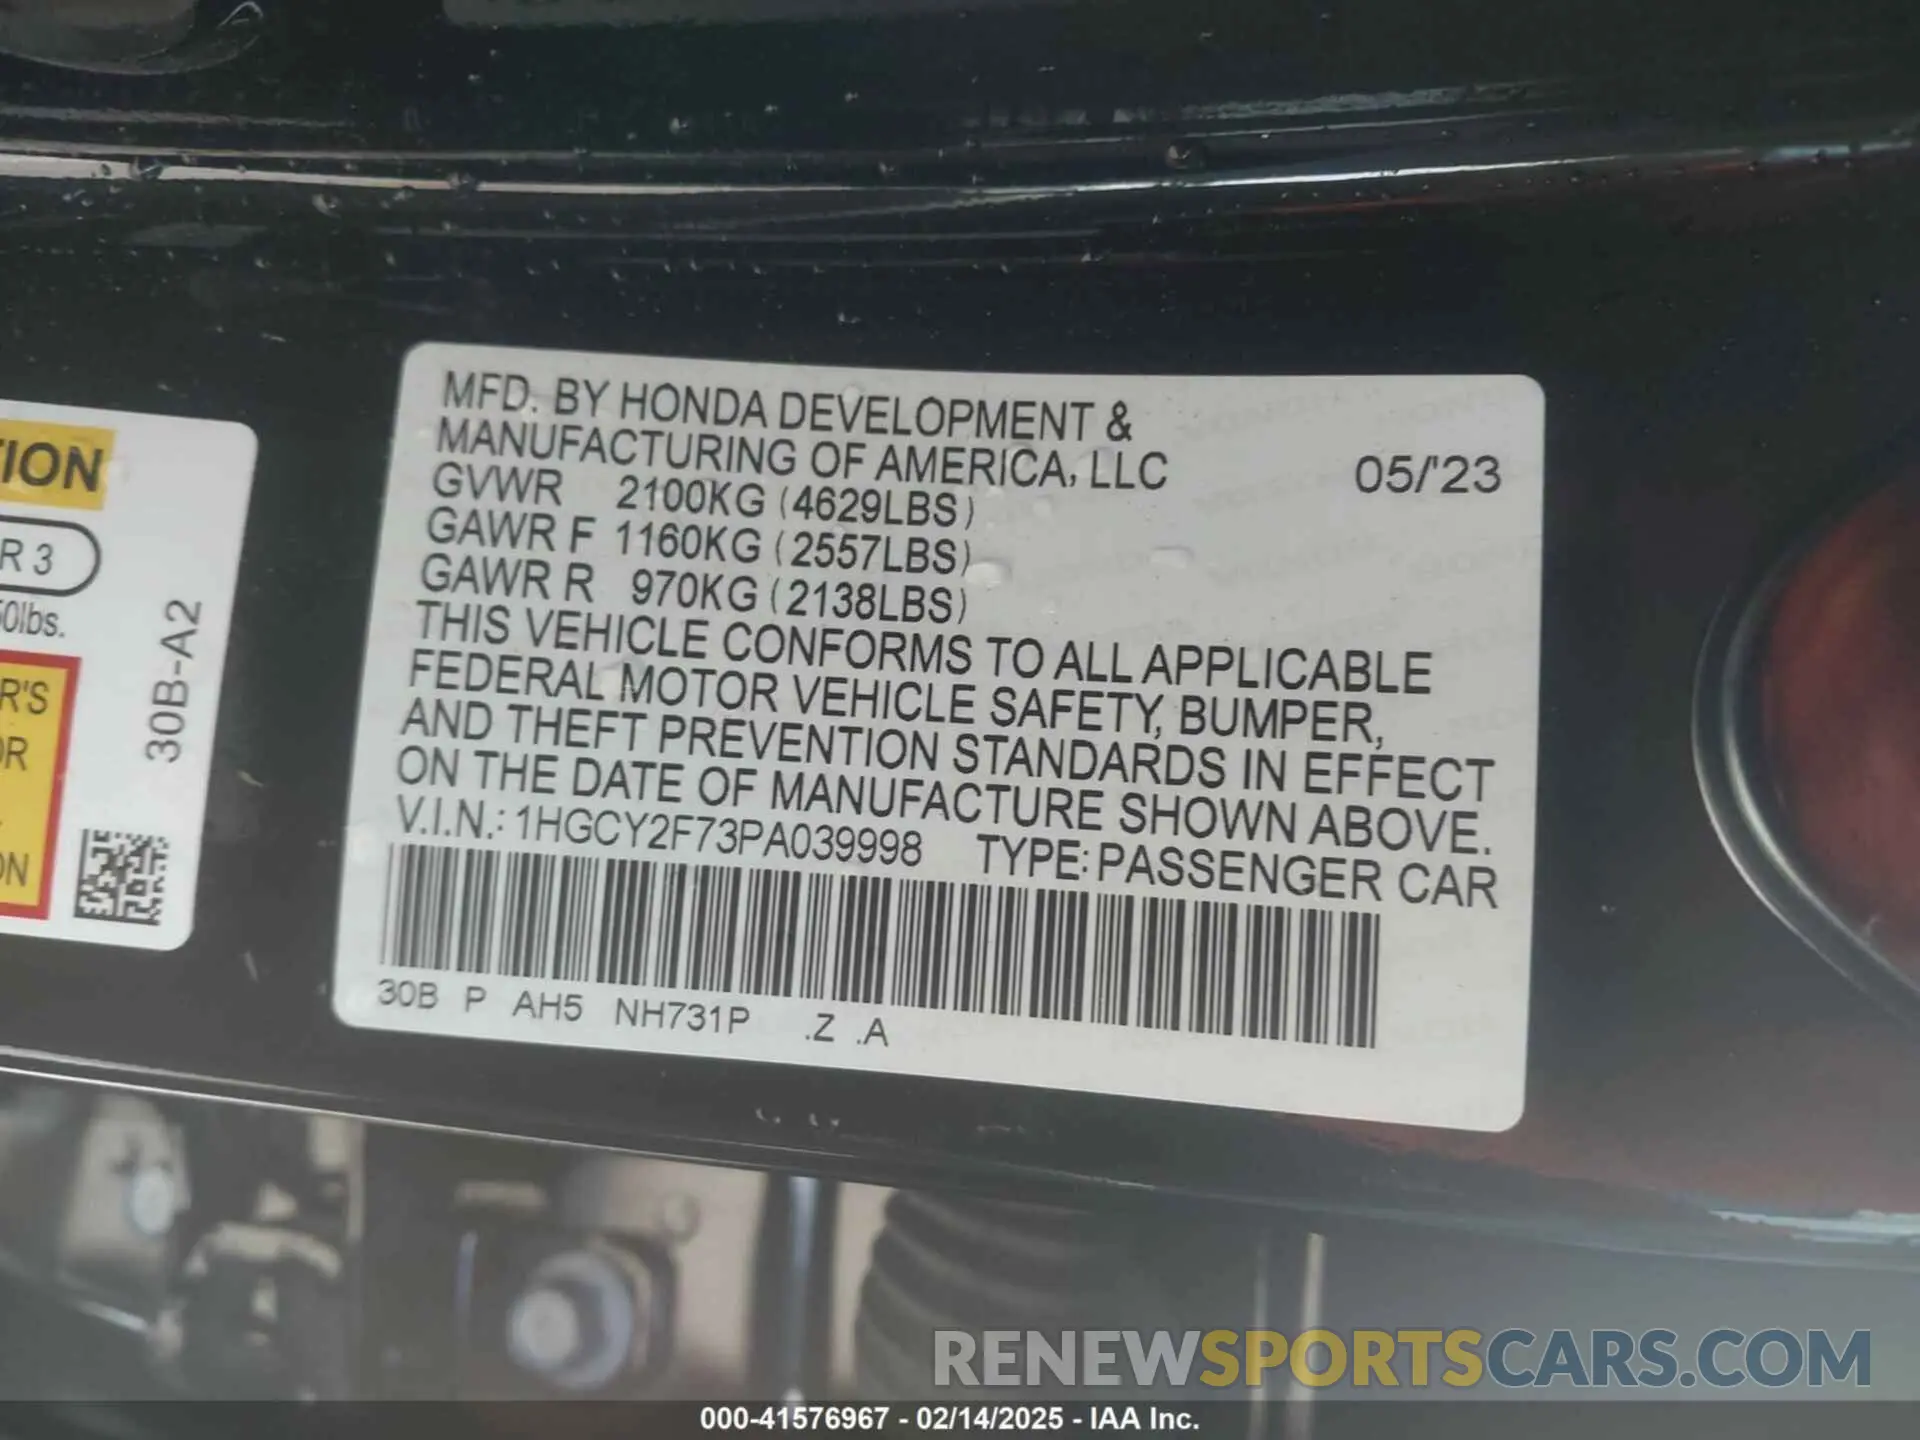 MFD. BY HONDA DEVELOPMENT &
MANUFACTURING OF AMERICA, LLC
05/'23
GVWR 2100KG (4629LBS)
GAWR F 1160KG (2557LBS)
GAWR R 970KG (2138LBS)
THIS VEHICLE CONFORMS TO ALL APPLICABLE
FEDERAL MOTOR VEHICLE SAFETY, BUMPER,
AND THEFT PREVENTION STANDARDS IN EFFECT
ON THE DATE OF MANUFACTURE SHOWN ABOVE.
V.I.N.: 1HGCY2F73PA039998 TYPE: PASSENGER CAR
30B P AH5 NH731P .Z .A
TION
R 3
50lbs.
R'S
OR
ON
30B-A2
RENEWSPORTSCARS.COM
000-41576967 - 02/14/2025 - IAA Inc.